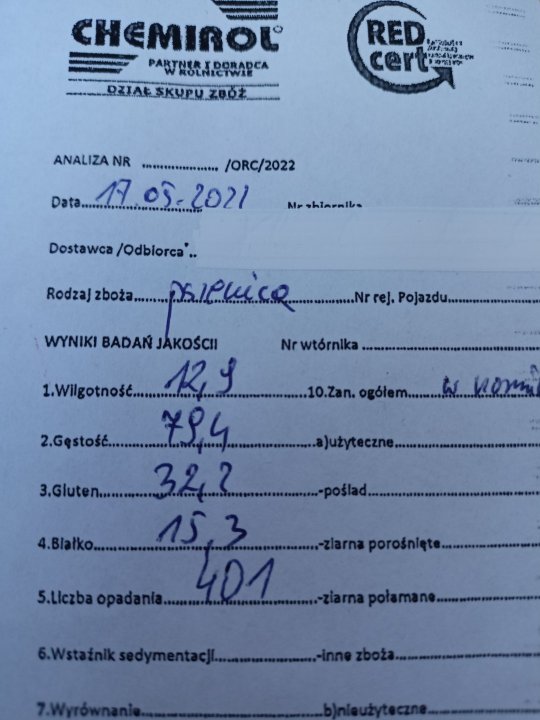 CHEMIROL
PARTNER I DORADCA
W ROLNICTWIE
DZIAŁ SKUPU ZBÓŻ
RED
cert
ANALIZA NR .................... /ORC/2022
Data....17.05.2021
Dostawca /Odbiorca*..
Rodzaj zboża.....pszenica...............Nr rej. Pojazdu......
WYNIKI BADAŃ JAKOŚCII Nr wtórnika
1.Wilgotność.....12,9...............10.Zan. ogółem.......w
2.Gęstość.....79,4...............a)użyteczne
3.Gluten.....32,2...............-poślad
4.Białko.....15,3...............-ziarna porośnięte
5.Liczba opadania.....401...............-ziarna połamane
6.Wstaźnik sedymentacji...............-inne zboża
7.Wyrównanie...............b)nieużyteczne